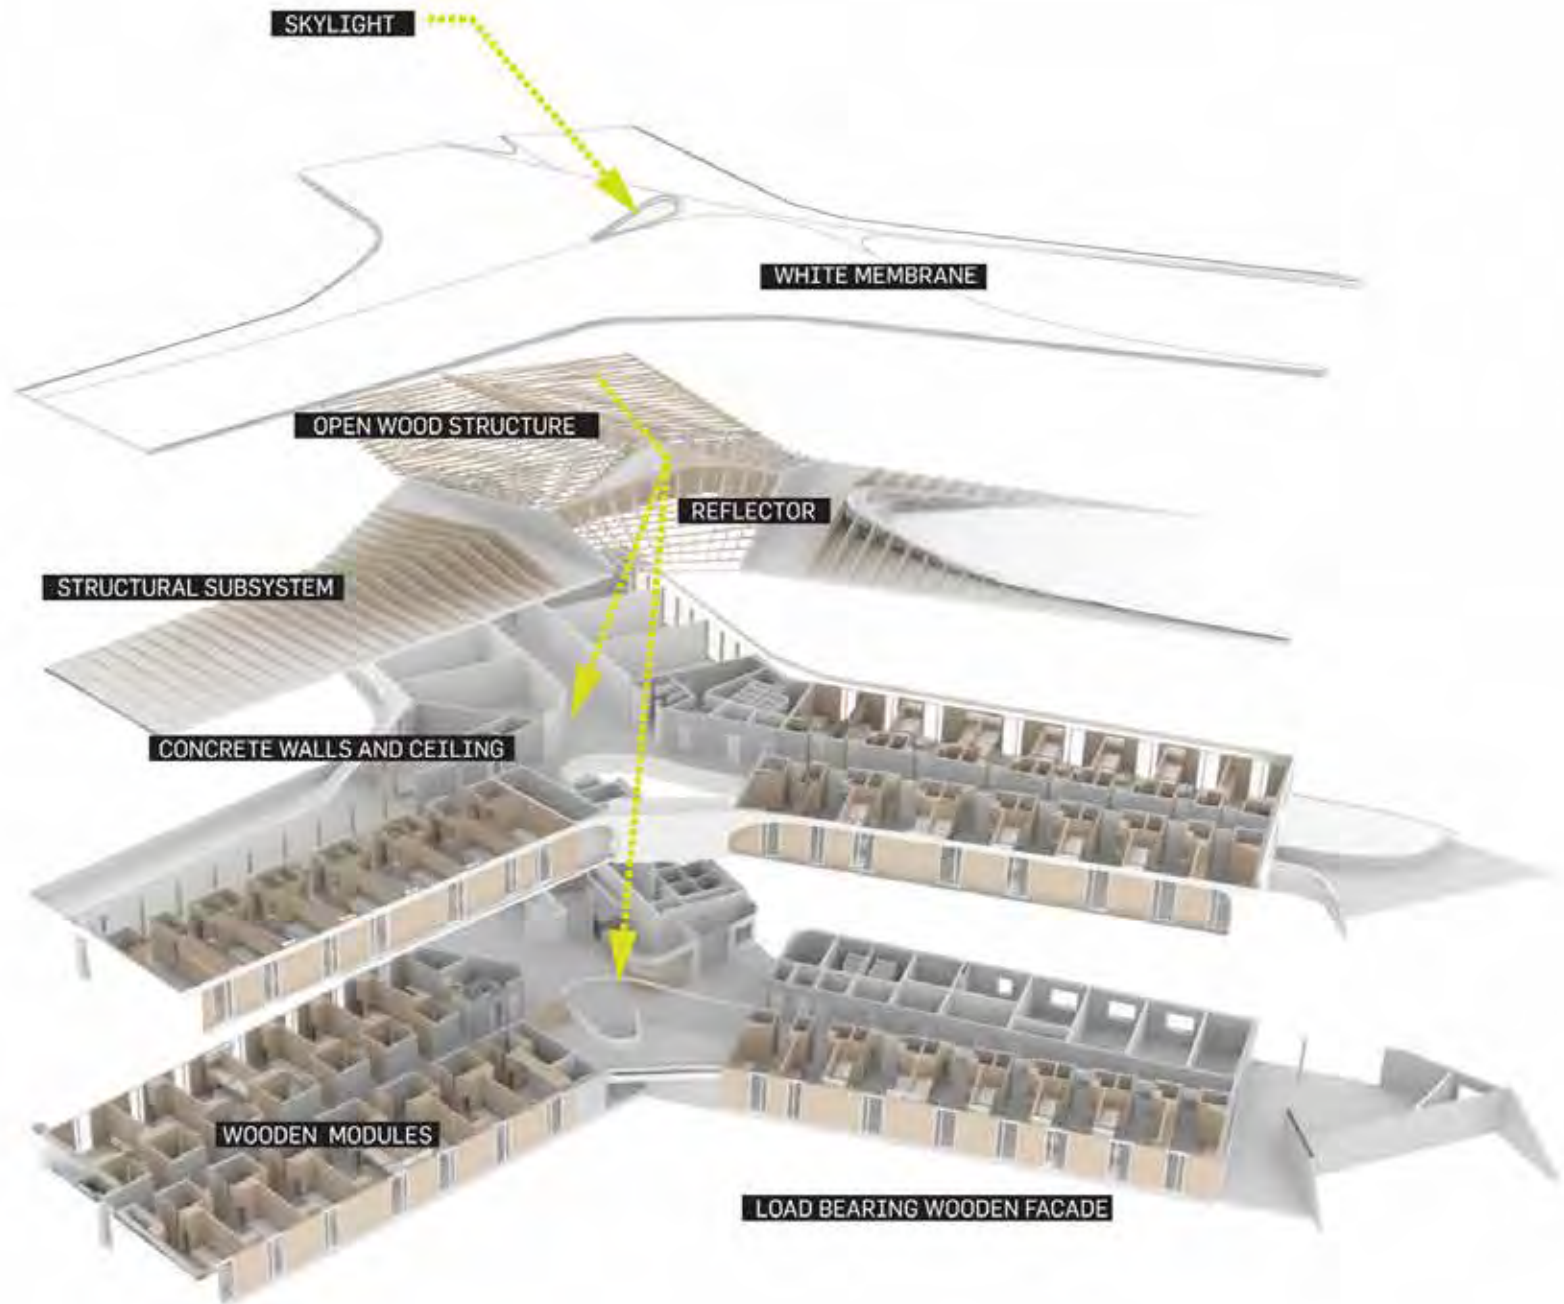 SKYLIGHT
WHITE MEMBRANE
OPEN WOOD STRUCTURE
REFLECTOR
STRUCTURAL SUBSYSTEM
CONCRETE WALLS AND CEILING
WOODEN MODULES
LOAD BEARING WOODEN FACADE